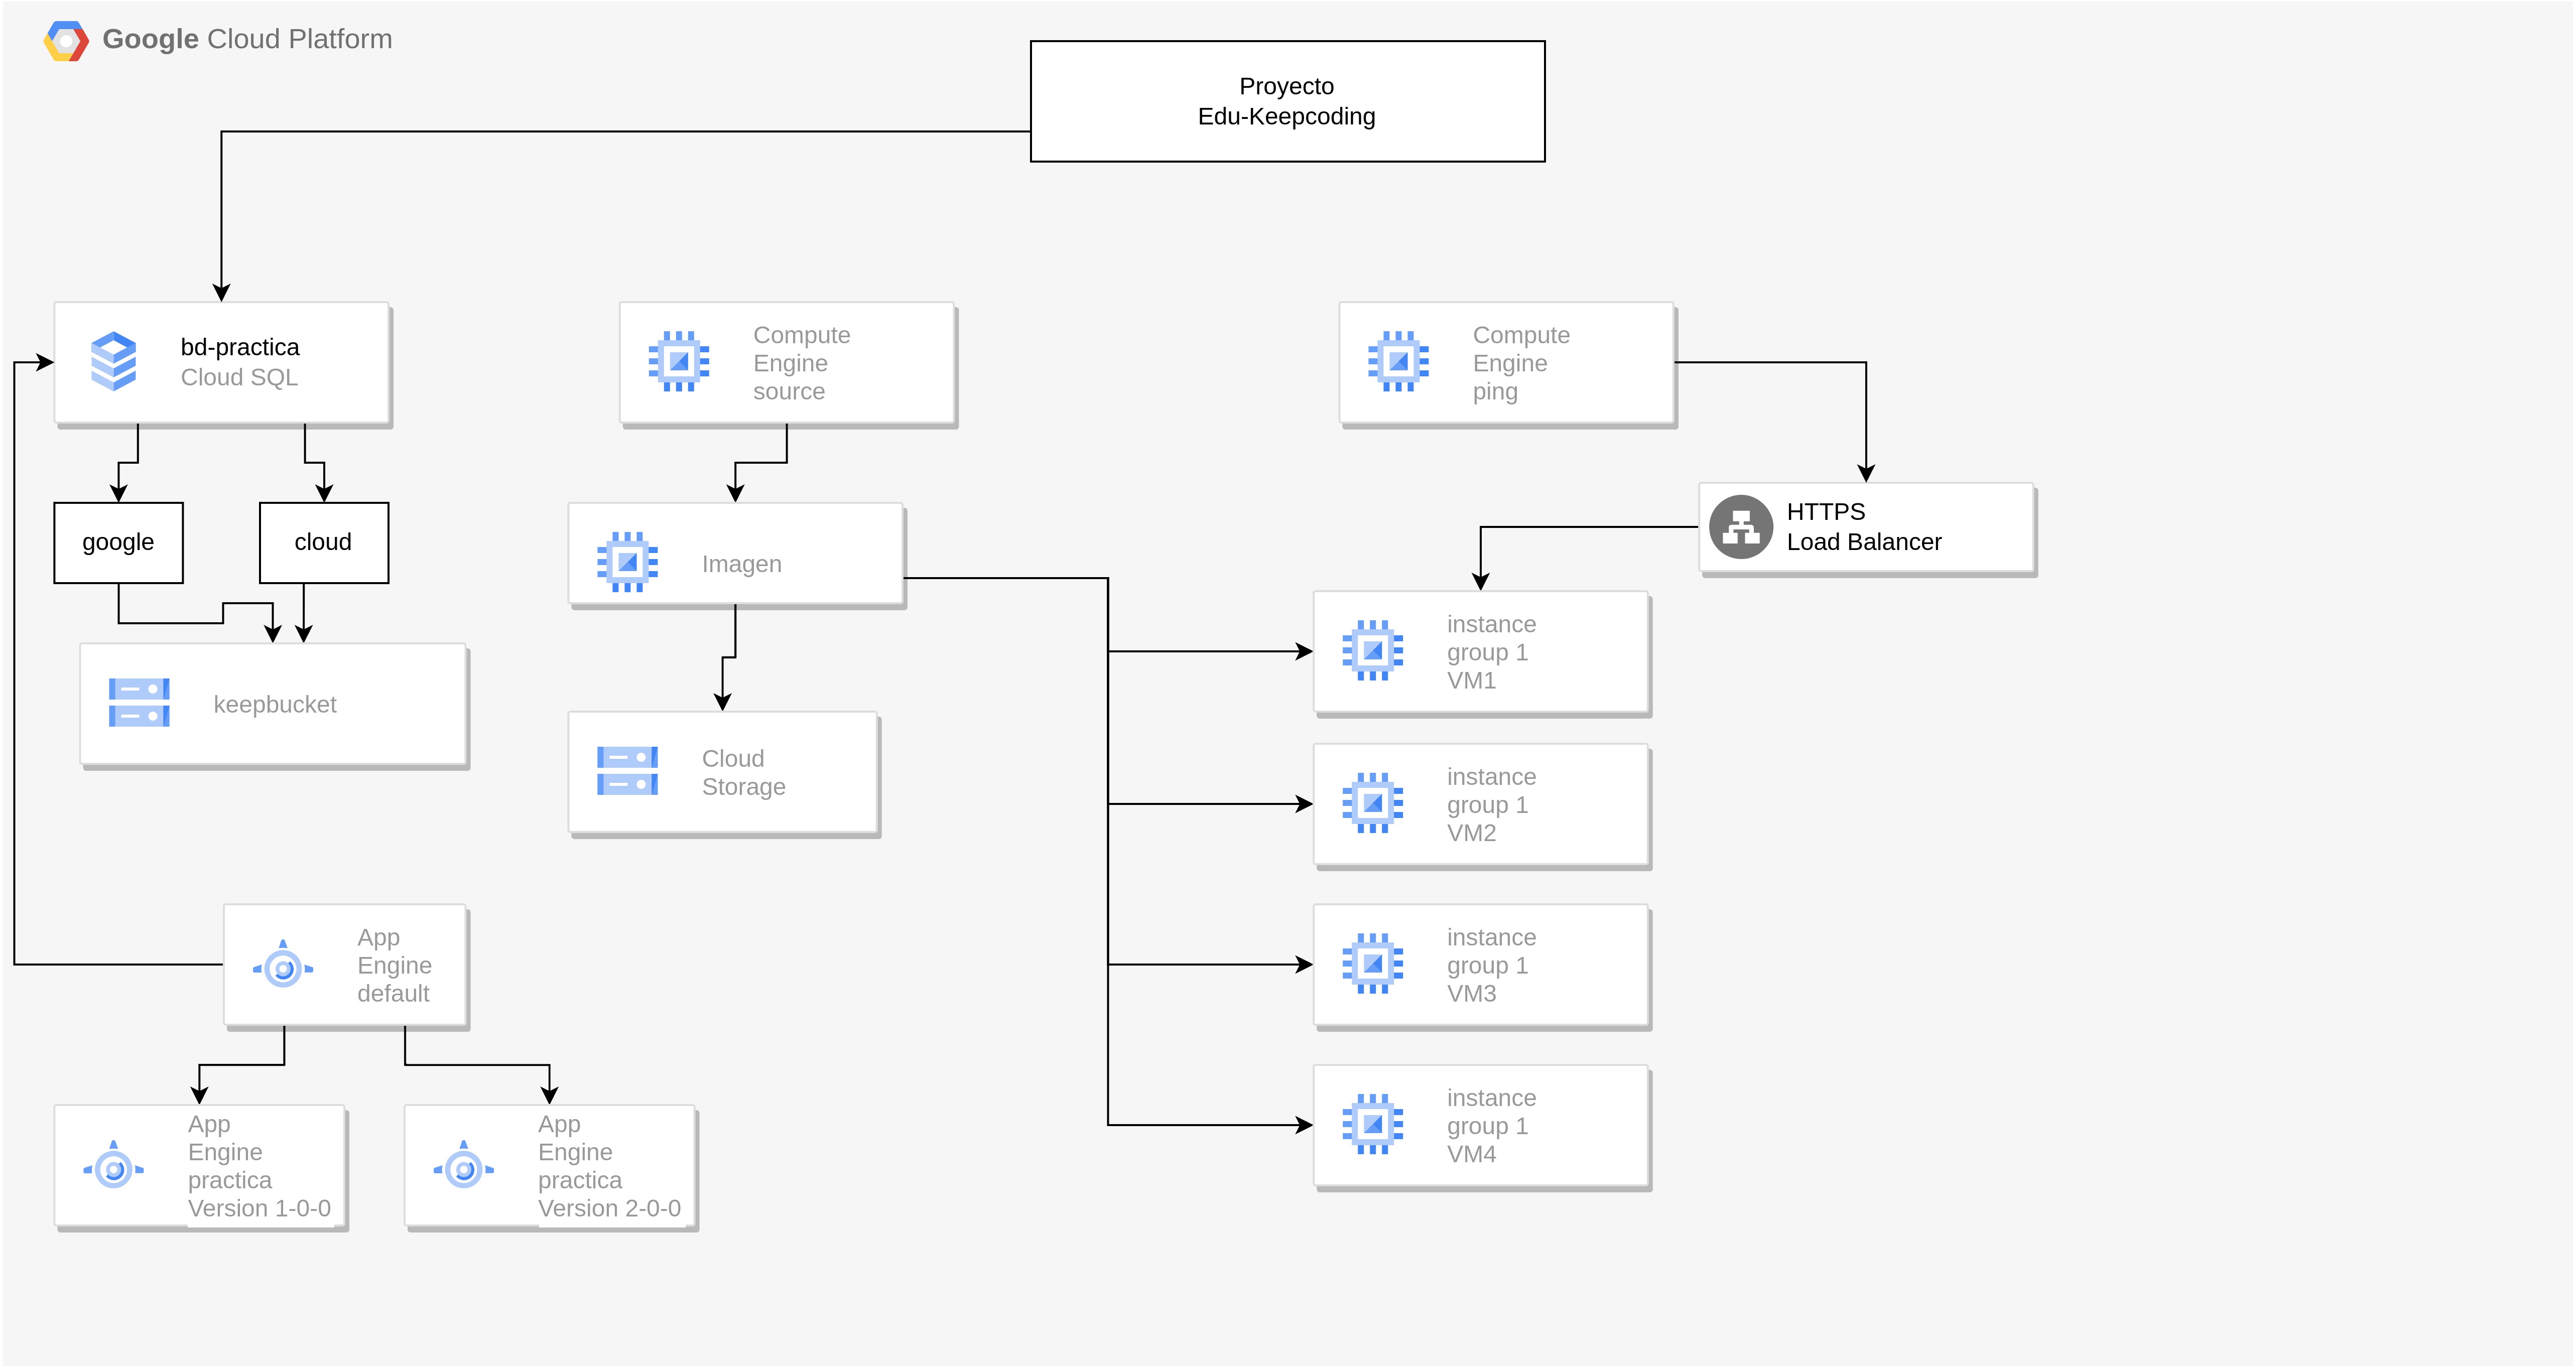 Google Cloud Platform
Proyecto
Edu-Keepcoding
bd-practica
Cloud SQL
Compute
Engine
source
Compute
Engine
ping
google
cloud
Imagen
HTTPS
Load Balancer
instance
group 1
VM1
keepbucket
Cloud
Storage
instance
group 1
VM2
App
Engine
default
instance
group 1
VM3
App
Engine
practica
Version 1-0-0
App
Engine
practica
Version 2-0-0
instance
group 1
VM4